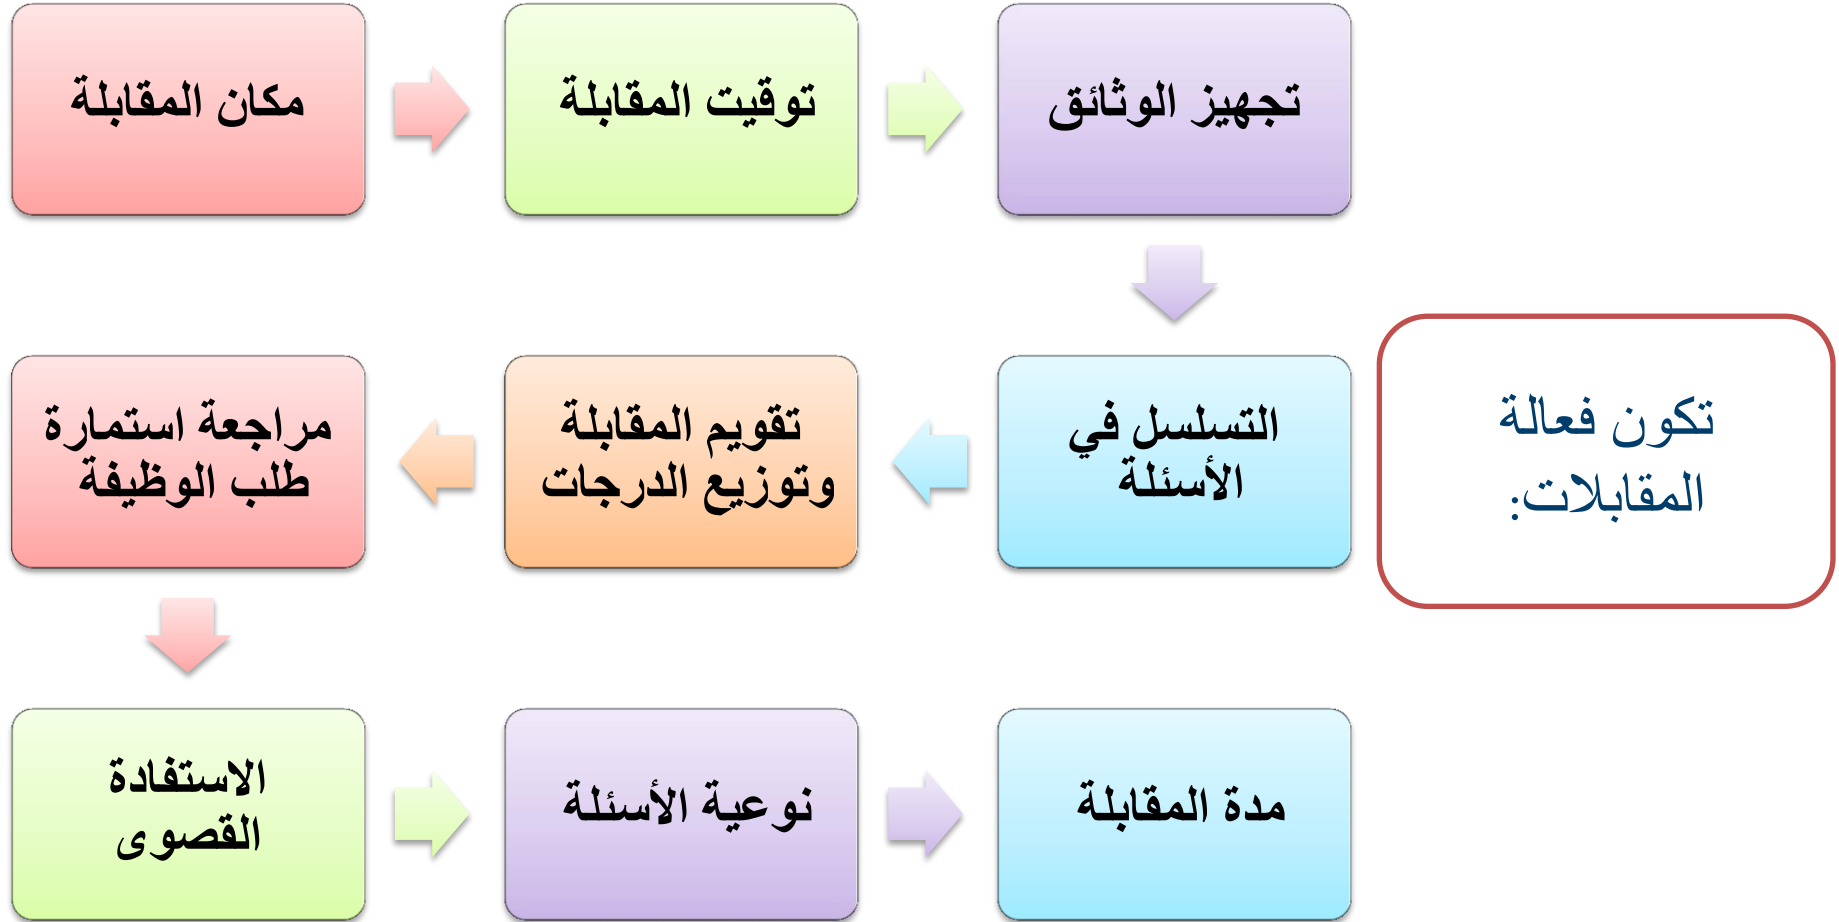 مكان المقابلة
توقيت المقابلة
تجهيز الوثائق
التسلسل في
الأسئلة
تقويم المقابلة
وتوزيع الدرجات
مراجعة استمارة
طلب الوظيفة
الاستفادة
القصوى
نوعية الأسئلة
مدة المقابلة
تكون فعالة
المقابلات: